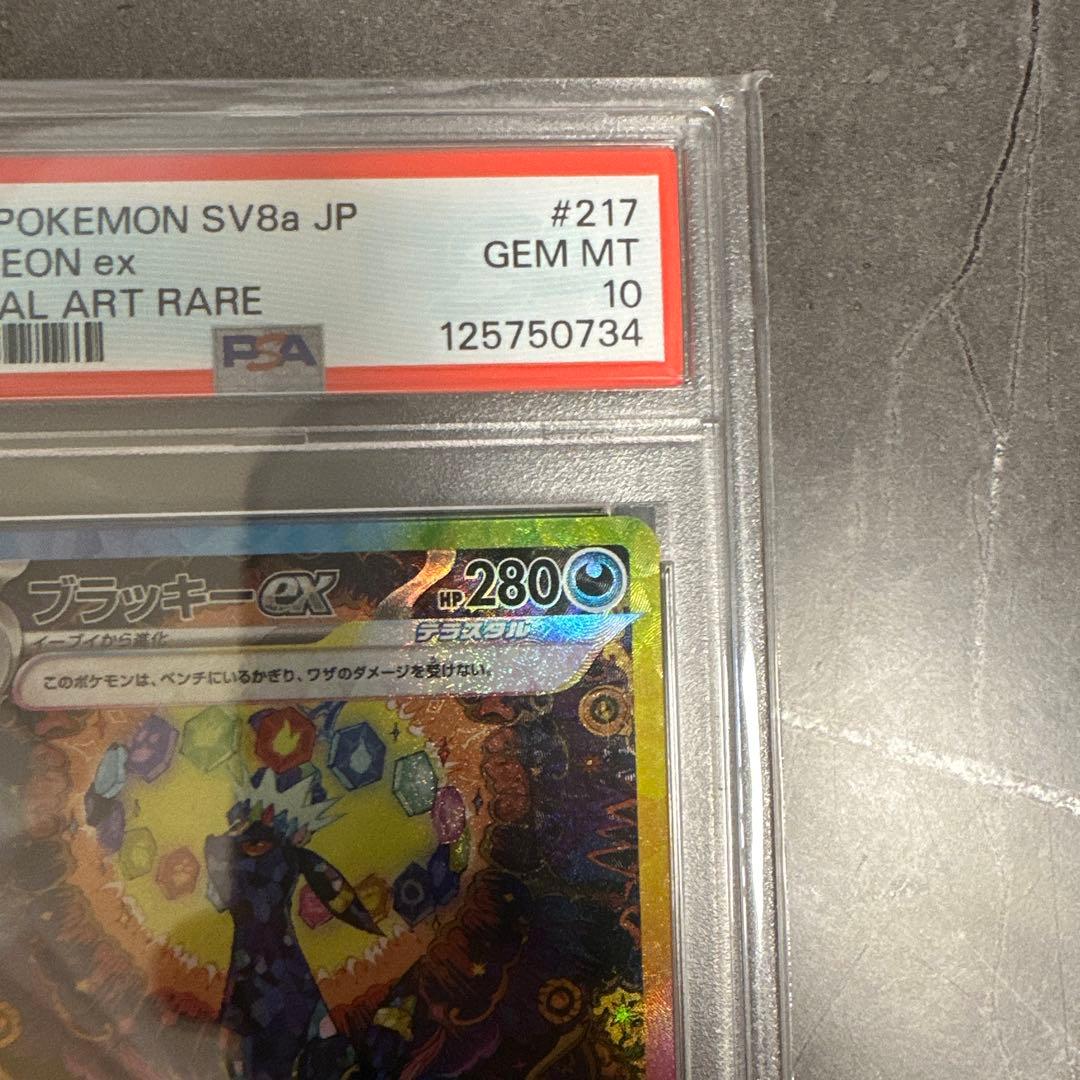 POKEMON SV8a JP #217
EON ex GEM MT
AL ART RARE 10
PSA 125750734
ブラッキーex HP 280
テラスタル
イーブイから進化
このポケモンは、ベンチにいるかぎり、ワザのダメージを受けない。